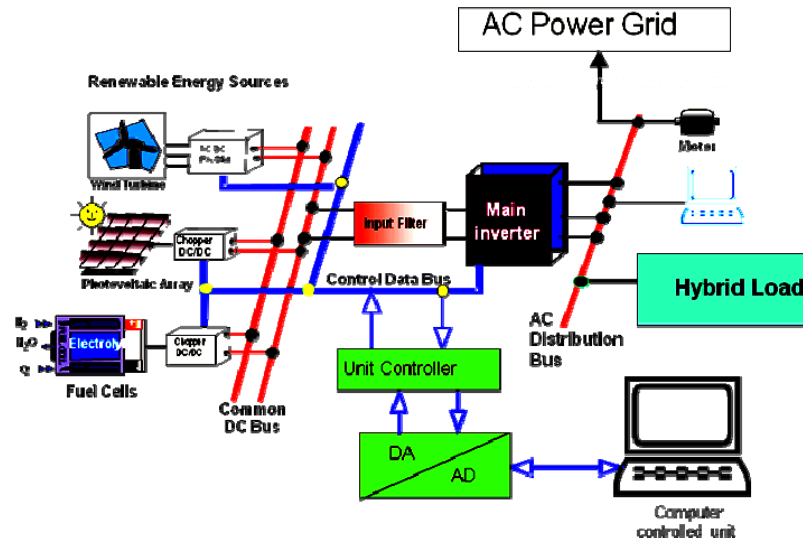 AC Power Grid
Renewable Energy Sources
Wind Turbine
Meter
Input Filter
Main
inverter
Chopper
DC/DC
Photovoltaic Array
Control Data Bus
Hybrid Load
AC
Distribution
Bus
H₂O
Electroly
Chopper
DC/DC
Fuel Cells
Common
DC Bus
Unit Controller
DA
AD
Computer
controlled unit